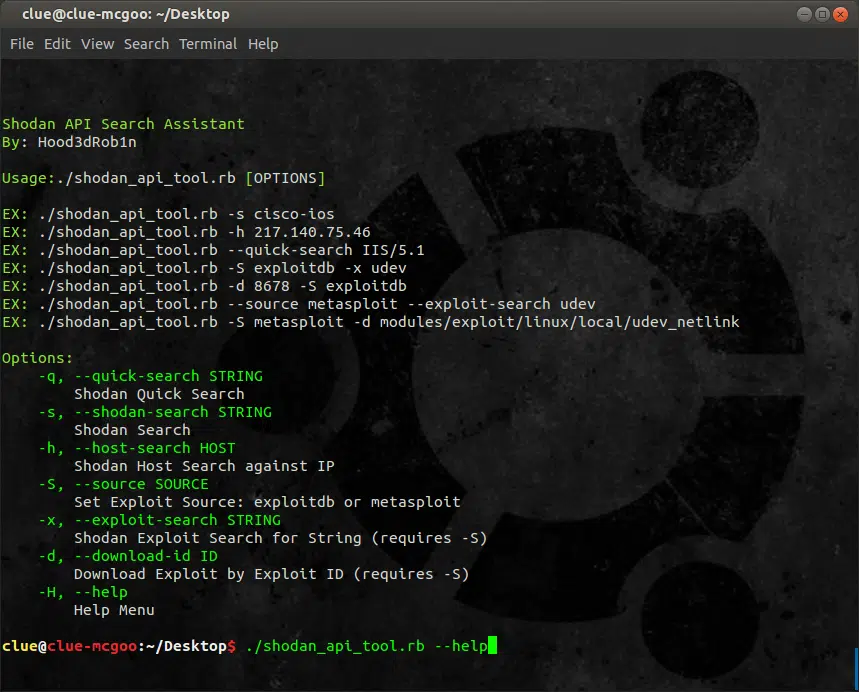 clue@clue-mcgoo: ~/Desktop
File Edit View Search Terminal Help
Shodan API Search Assistant
By: Hood3dRob1n
Usage:./shodan_api_tool.rb [OPTIONS]
EX: ./shodan_api_tool.rb -s cisco-ios
EX: ./shodan_api_tool.rb -h 217.140.75.46
EX: ./shodan_api_tool.rb --quick-search IIS/5.1
EX: ./shodan_api_tool.rb -S exploitdb -x udev
EX: ./shodan_api_tool.rb -d 8678 -S exploitdb
EX: ./shodan_api_tool.rb --source metasploit --exploit-search udev
EX: ./shodan_api_tool.rb -S metasploit -d modules/exploit/linux/local/udev_netlink
Options:
-q, --quick-search STRING
Shodan Quick Search
-s, --shodan-search STRING
Shodan Search
-h, --host-search HOST
Shodan Host Search against IP
-S, --source SOURCE
Set Exploit Source: exploitdb or metasploit
-x, --exploit-search STRING
Shodan Exploit Search for String (requires -S)
-d, --download-id ID
Download Exploit by Exploit ID (requires -S)
-H, --help
Help Menu
clue@clue-mcgoo:~/Desktop$ ./shodan_api_tool.rb --help